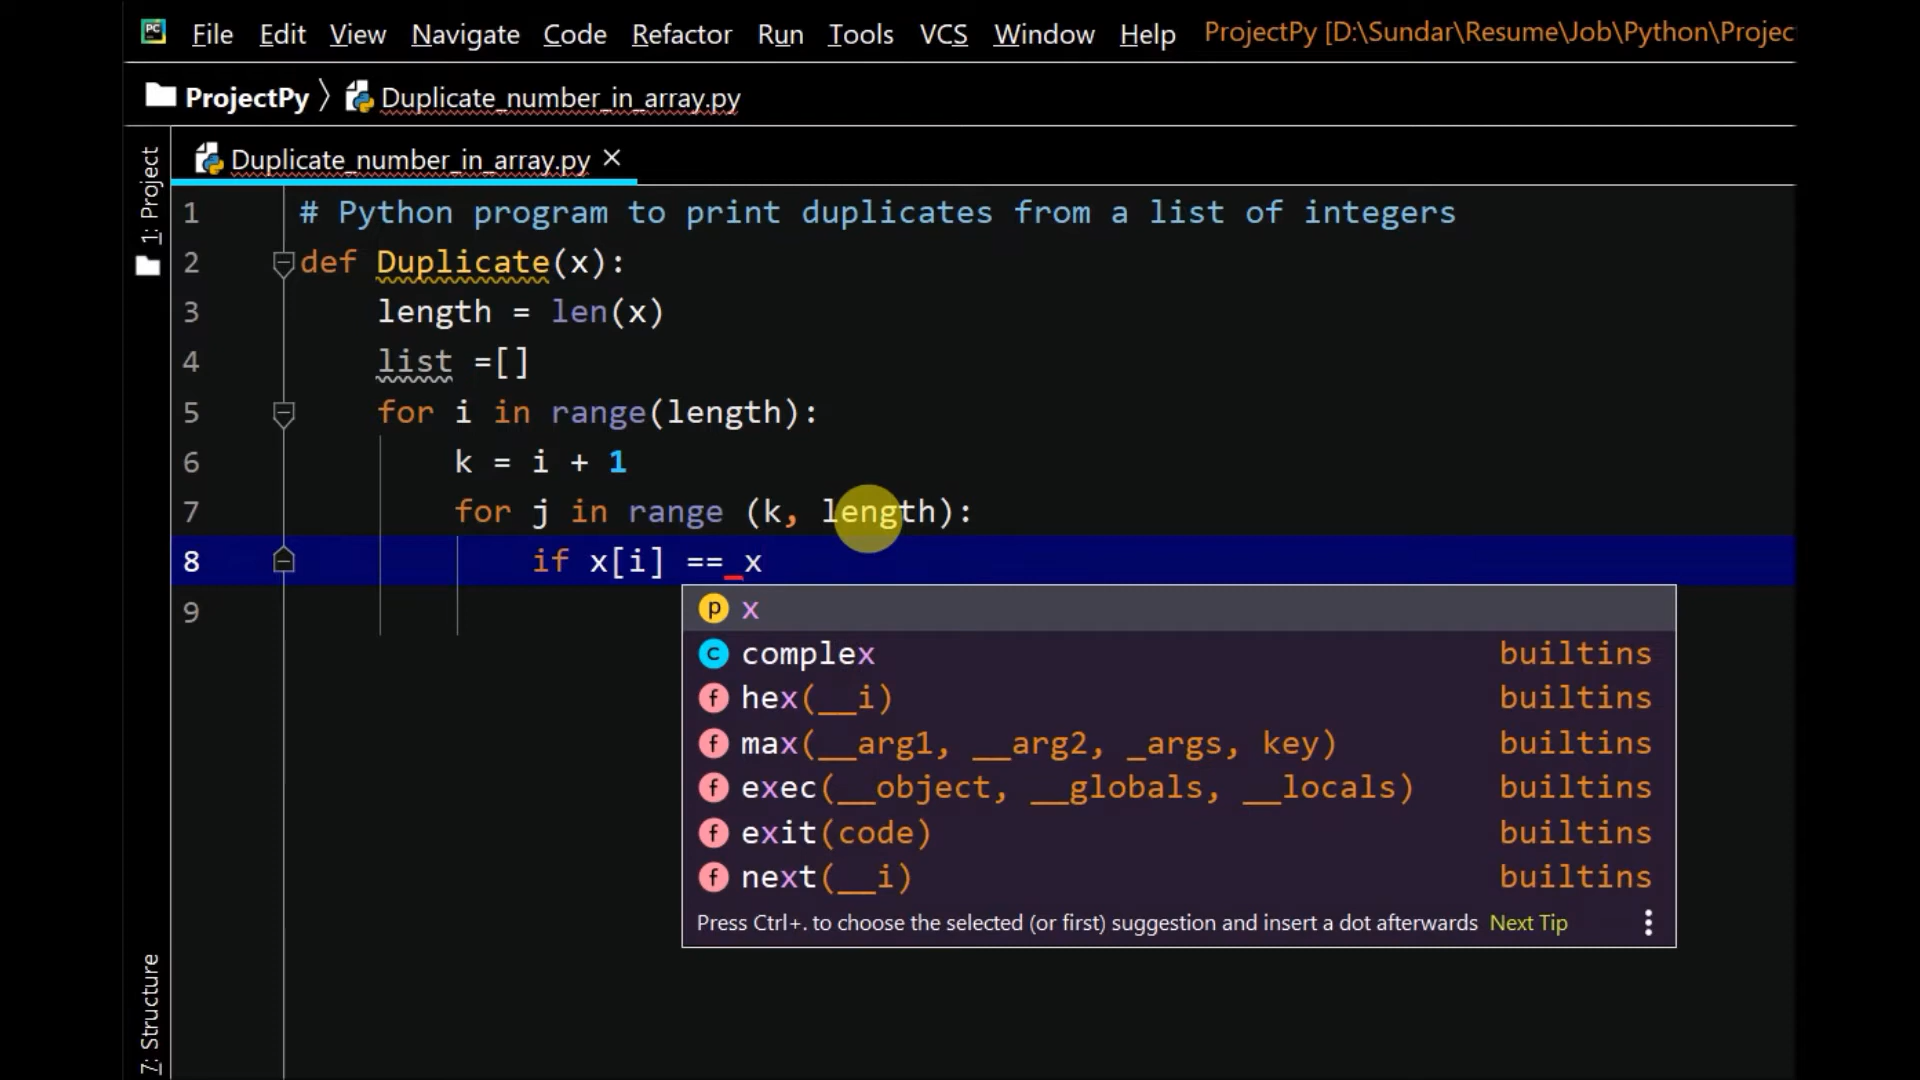 PC File Edit View Navigate Code Refactor Run Tools VCS Window Help ProjectPy [D:\Sundar\Resume\Job\Python\Projec
ProjectPy 〉 Duplicate_number_in_array.py
Duplicate_number_in_array.py ×
1: Project
1 # Python program to print duplicates from a list of integers
2 def Duplicate(x):
3 length = len(x)
4 list =[]
5 for i in range(length):
6 k = i + 1
7 for j in range (k, length):
8 if x[i] == x
9
p x
c complex builtins
f hex(__i) builtins
f max(__arg1, __arg2, _args, key) builtins
f exec(__object, __globals, __locals) builtins
f exit(code) builtins
f next(__i) builtins
Press Ctrl+. to choose the selected (or first) suggestion and insert a dot afterwards Next Tip
7: Structure